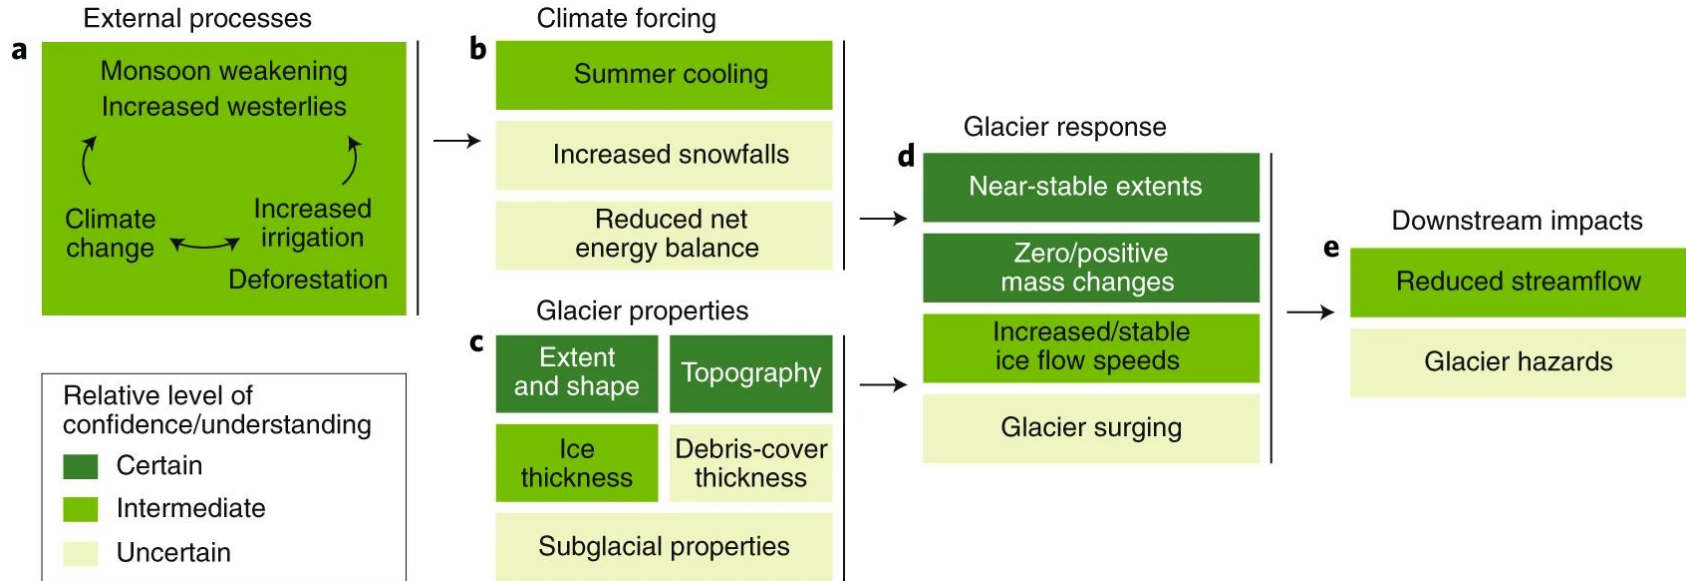 External processes
a
Monsoon weakening
Increased westerlies
Climate
change
Increased
irrigation
Deforestation
Relative level of
confidence/understanding
Certain
Intermediate
Uncertain
Climate forcing
b
Summer cooling
Increased snowfalls
Reduced net
energy balance
Glacier properties
c
Extent
and shape
Topography
Ice
thickness
Debris-cover
thickness
Subglacial properties
Glacier response
d
Near-stable extents
Zero/positive
mass changes
Increased/stable
ice flow speeds
Glacier surging
Downstream impacts
e
Reduced streamflow
Glacier hazards